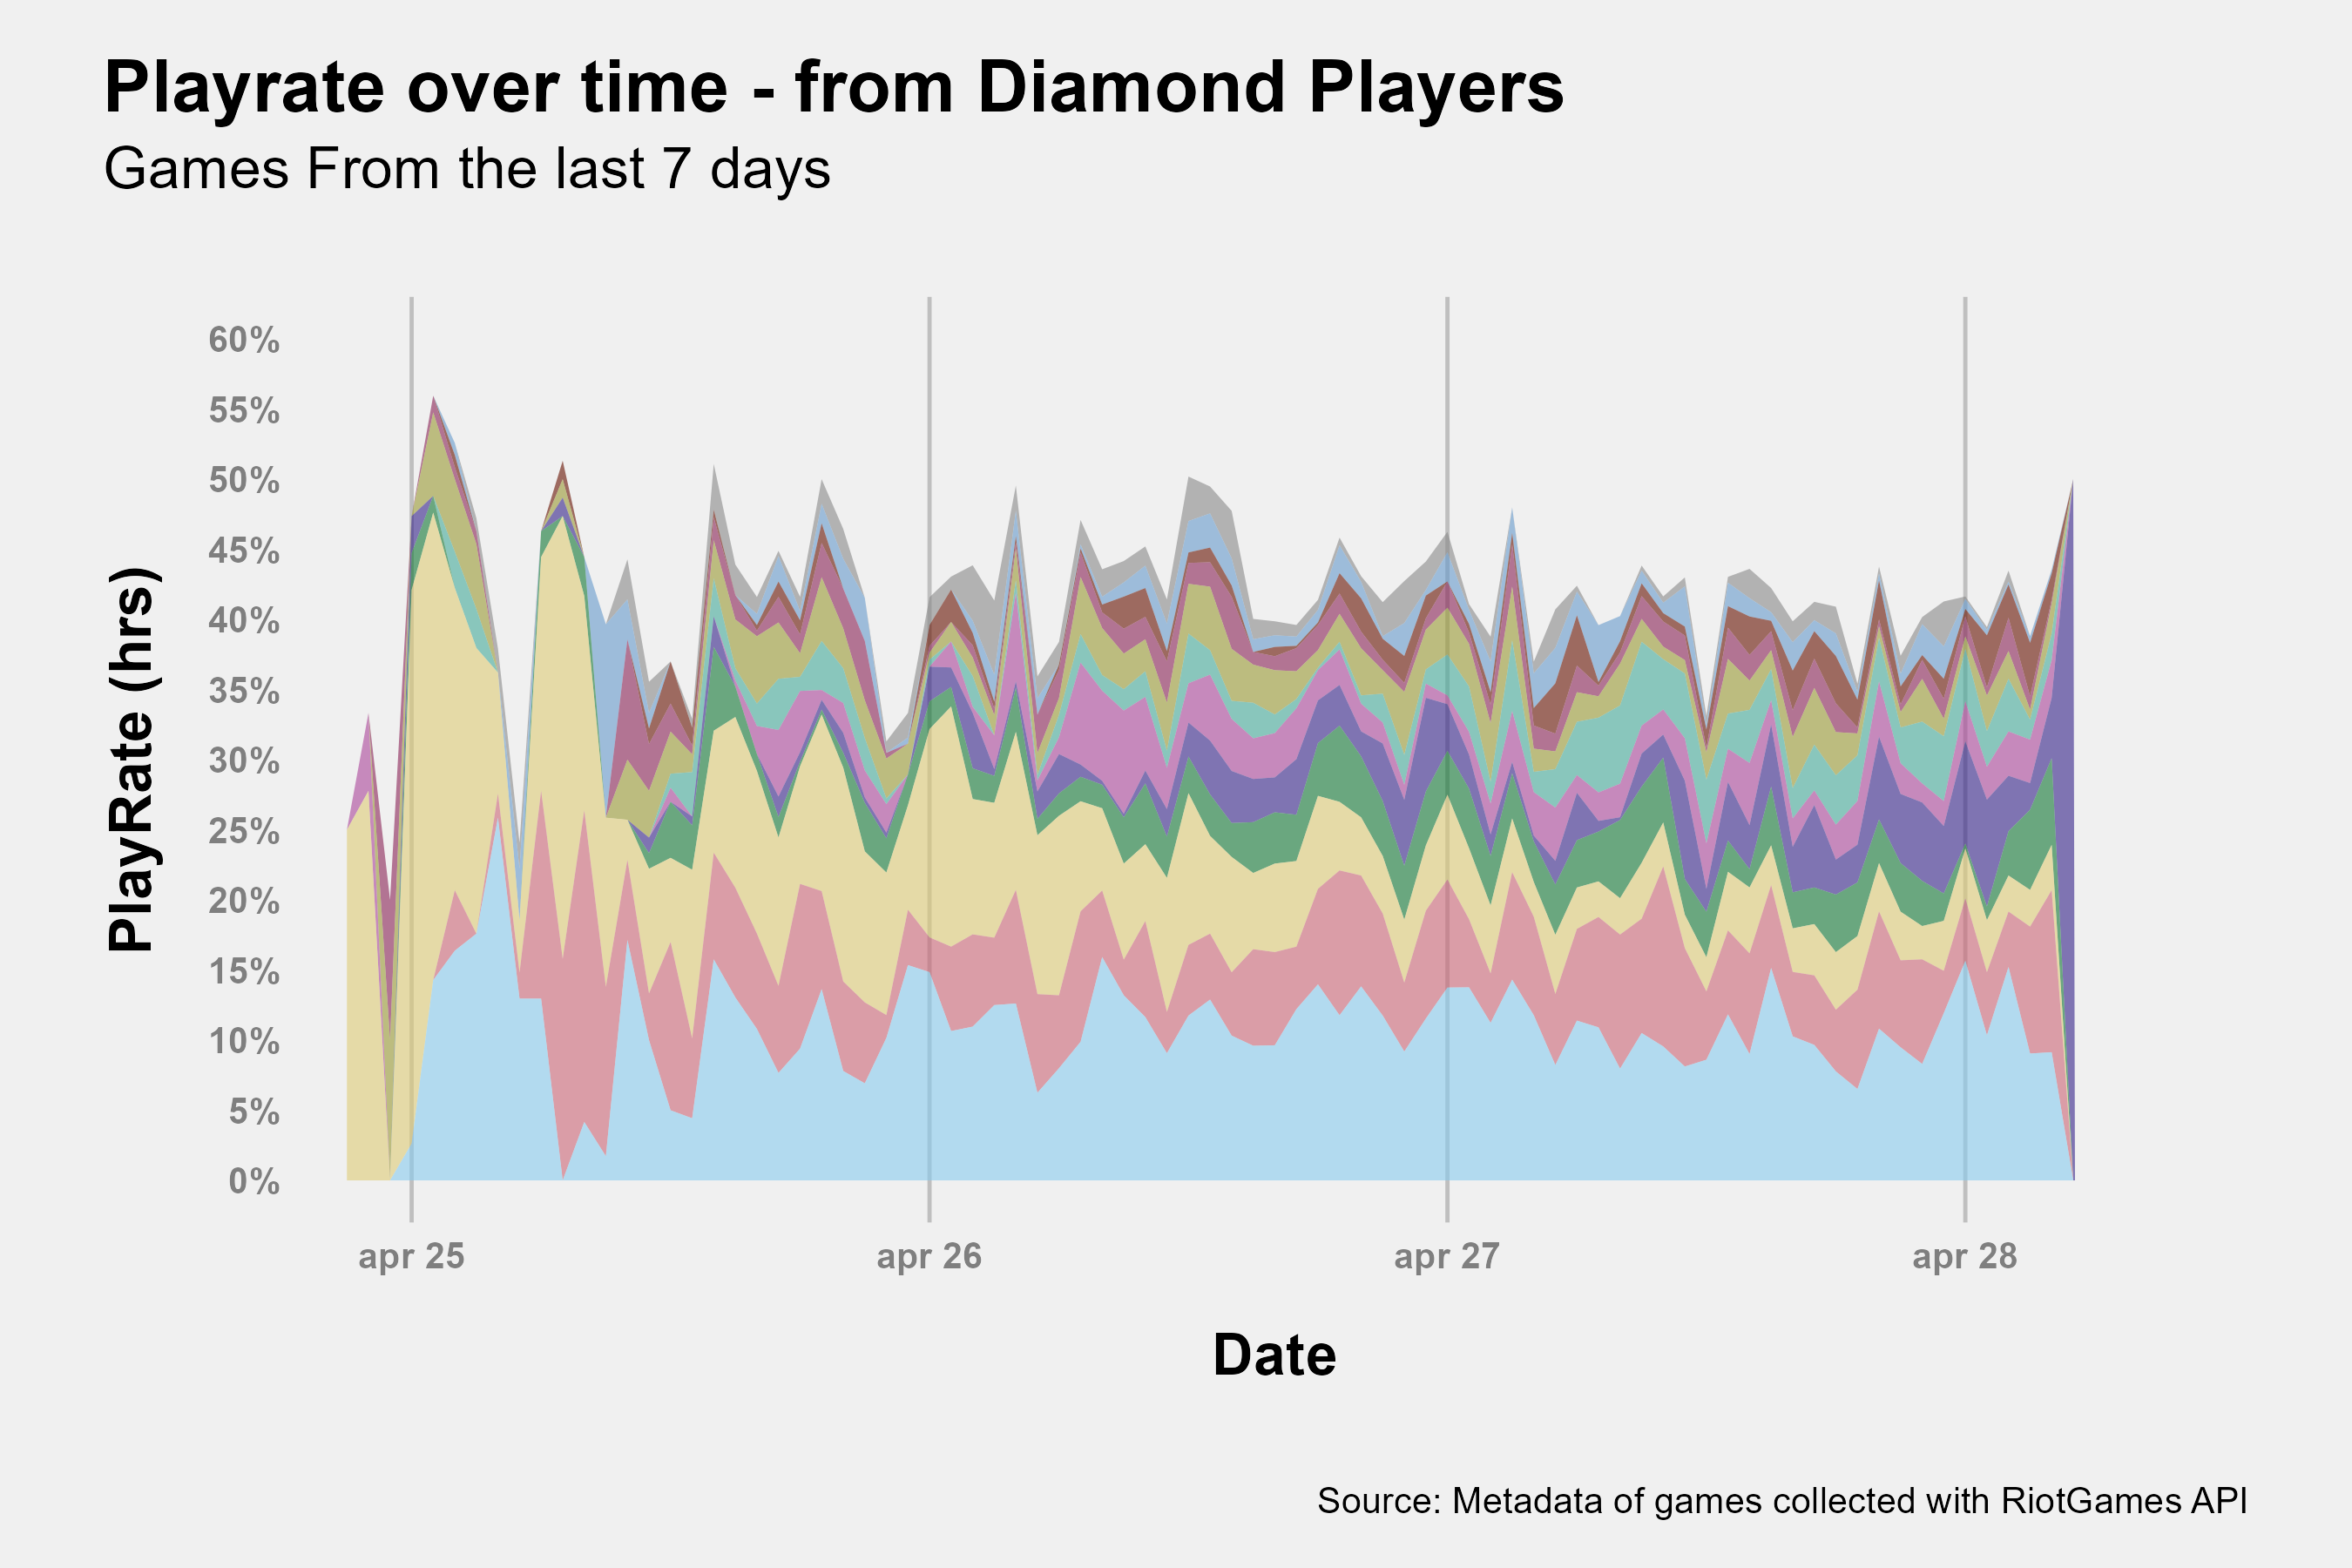 Playrate over time - from Diamond Players
Games From the last 7 days
60%
55%
50%
45%
40%
35%
30%
25%
20%
15%
10%
5%
0%
PlayRate (hrs)
apr 25
apr 26
apr 27
apr 28
Date
Source: Metadata of games collected with RiotGames API